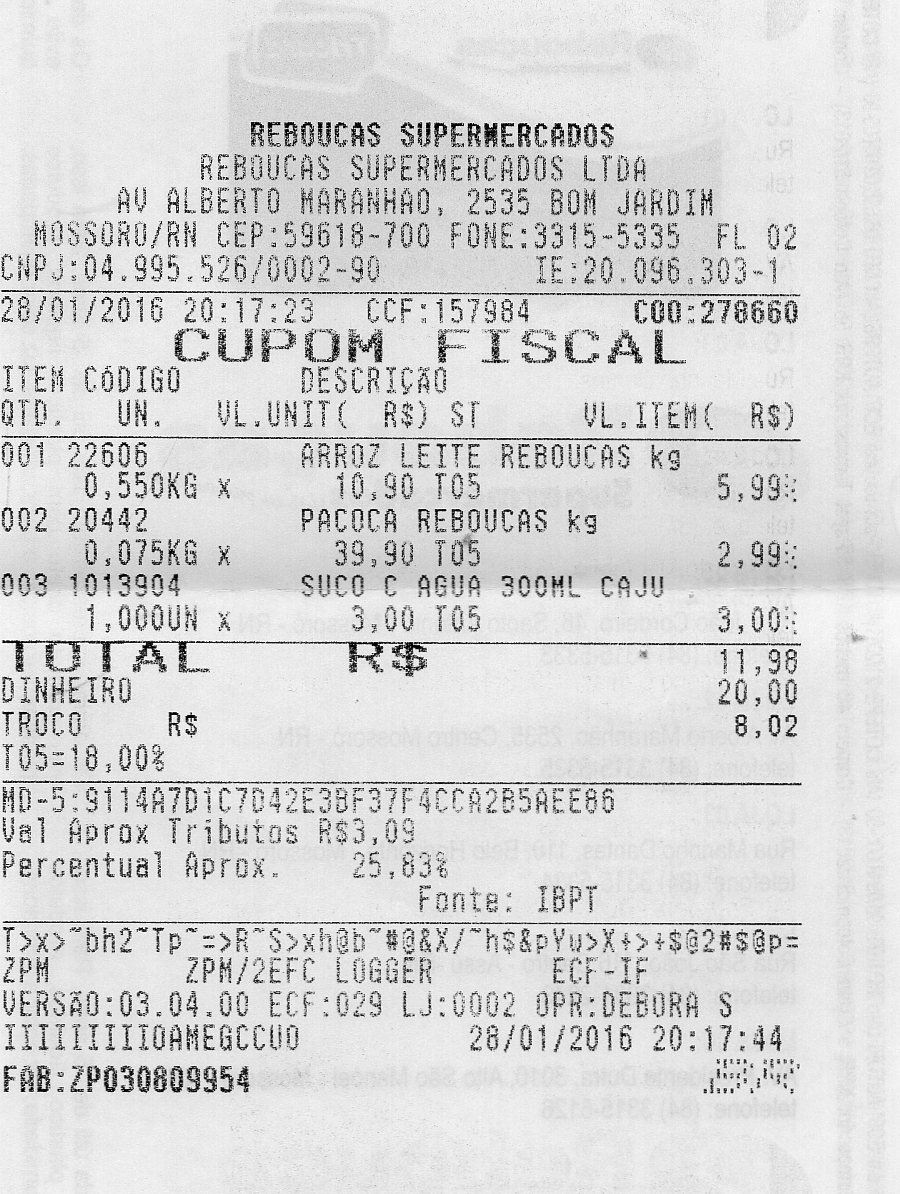 REBOUCAS SUPERMERCADOS
REBOUCAS SUPERMERCADOS LTDA
AV ALBERTO MARANHAO, 2535 BOM JARDIM
MOSSORO/RN CEP:59618-700 FONE:3315-5335 FL 02
CNPJ:04.995.526/0002-90 IE:20.096.303-1
28/01/2016 20:17:23 CCF:157984 COO:278660
CUPOM FISCAL
ITEM CÓDIGO DESCRIÇÃO
QTD. UN. VL.UNIT( R$) ST VL.ITEM( R$)
001 22606 ARROZ LEITE REBOUCAS kg
0,550KG x 10,90 T05 5,99
002 20442 PACOCA REBOUCAS kg
0,075KG x 39,90 T05 2,99
003 1013904 SUCO C AGUA 300ML CAJU
1,000UN x 3,00 T05 3,00
TOTAL R$ 11,98
DINHEIRO 20,00
TROCO R$ 8,02
T05=18,00%
MD-5:9114A7D1C7D42E3BF37F4CCA2B5AEE86
Val Aprox Tributos R$3,09
Percentual Aprox. 25,83%
Fonte: IBPT
T>x>~bh2~Tp~=>R~S>xh@b~#@&X/~h$&pYu>X+>+$@2#$@p=
ZPM ZPM/2EFC LOGGER ECF-IF
VERSÃO:03.04.00 ECF:029 LJ:0002 OPR:DEBORA S
IIIIIIIIIOAMEGCCUO 28/01/2016 20:17:44
FAB:ZP030809954